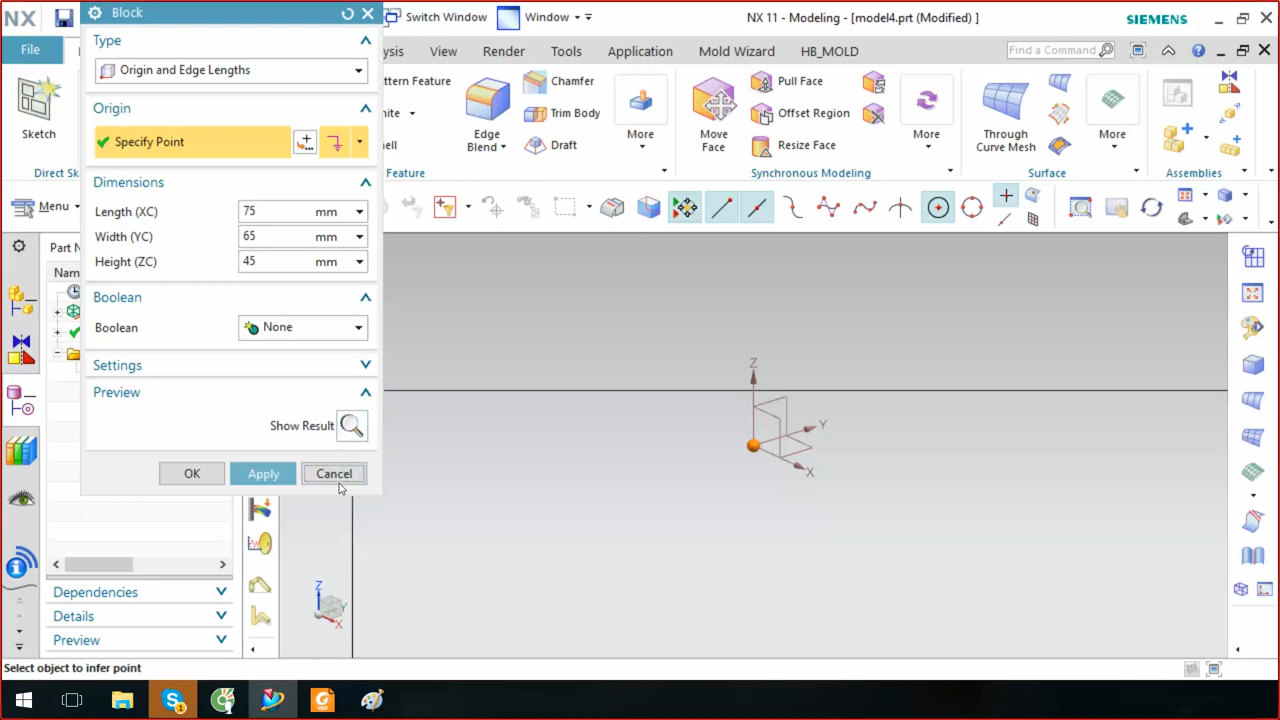 NX
Block
Switch Window
Window
NX 11 - Modeling - [model4.prt (Modified) ]
SIEMENS
File
ysis
View
Render
Tools
Application
Mold Wizard
HB_MOLD
Find a Command
Type
Origin and Edge Lengths
Origin
Specify Point
Dimensions
Length (XC)
75
mm
Width (YC)
65
mm
Height (ZC)
45
mm
Boolean
Boolean
None
Settings
Preview
Show Result
OK
Apply
Cancel
Sketch
Direct Sk
ttern Feature
Edge
Blend
Chamfer
Trim Body
Draft
More
Feature
Move
Face
Pull Face
Offset Region
Resize Face
More
Synchronous Modeling
Through
Curve Mesh
More
Surface
Assemblies
Menu
Part N
Nam
Z
Y
X
Z
Y
X
Dependencies
Details
Preview
Select object to infer point
S
1